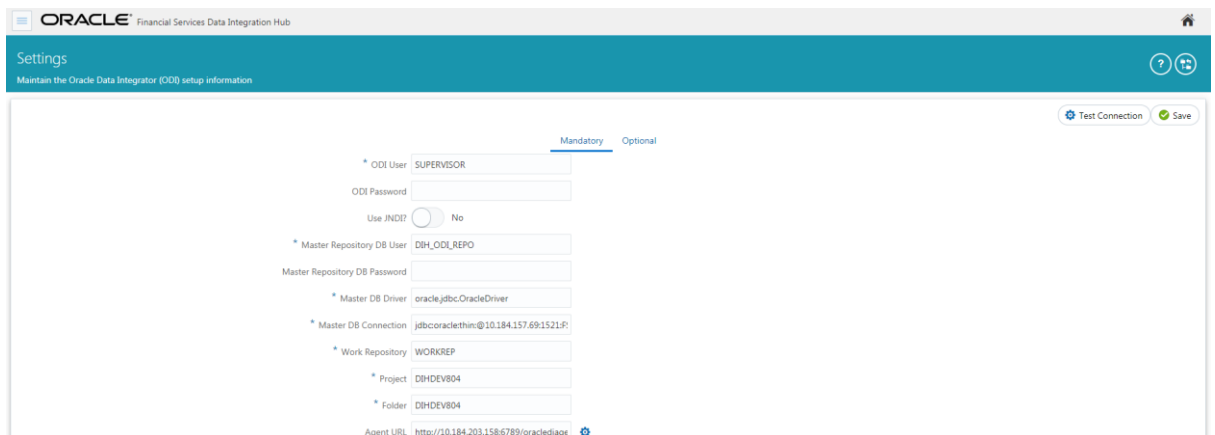 ORACLE® Financial Services Data Integration Hub
Settings
Maintain the Oracle Data Integrator (ODI) setup information
Test Connection Save
Mandatory Optional
* ODI User SUPERVISOR
ODI Password
Use JNDI? No
* Master Repository DB User DIH_ODI_REPO
Master Repository DB Password
* Master DB Driver oracle.jdbc.OracleDriver
* Master DB Connection jdbc:oracle:thin:@10.184.157.69:1521:
* Work Repository WORKREP
* Project DIHDEV804
* Folder DIHDEV804
Agent URL http://10.184.203.158:6789/oraclediage